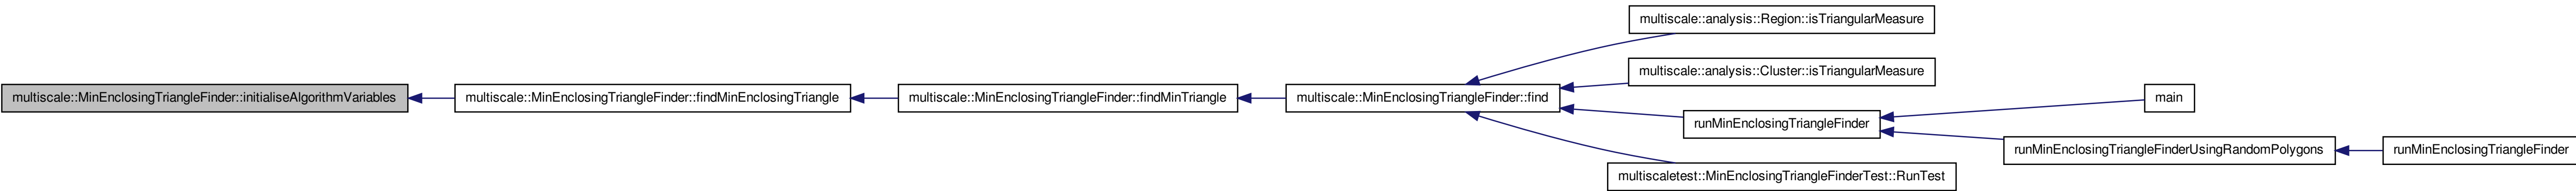 multiscale::MinEnclosingTriangleFinder::initialiseAlgorithmVariables
multiscale::MinEnclosingTriangleFinder::findMinEnclosingTriangle
multiscale::MinEnclosingTriangleFinder::findMinTriangle
multiscale::MinEnclosingTriangleFinder::find
multiscale::analysis::Region::isTriangularMeasure
multiscale::analysis::Cluster::isTriangularMeasure
runMinEnclosingTriangleFinder
multiscaletest::MinEnclosingTriangleFinderTest::RunTest
main
runMinEnclosingTriangleFinderUsingRandomPolygons
runMinEnclosingTriangleFinder